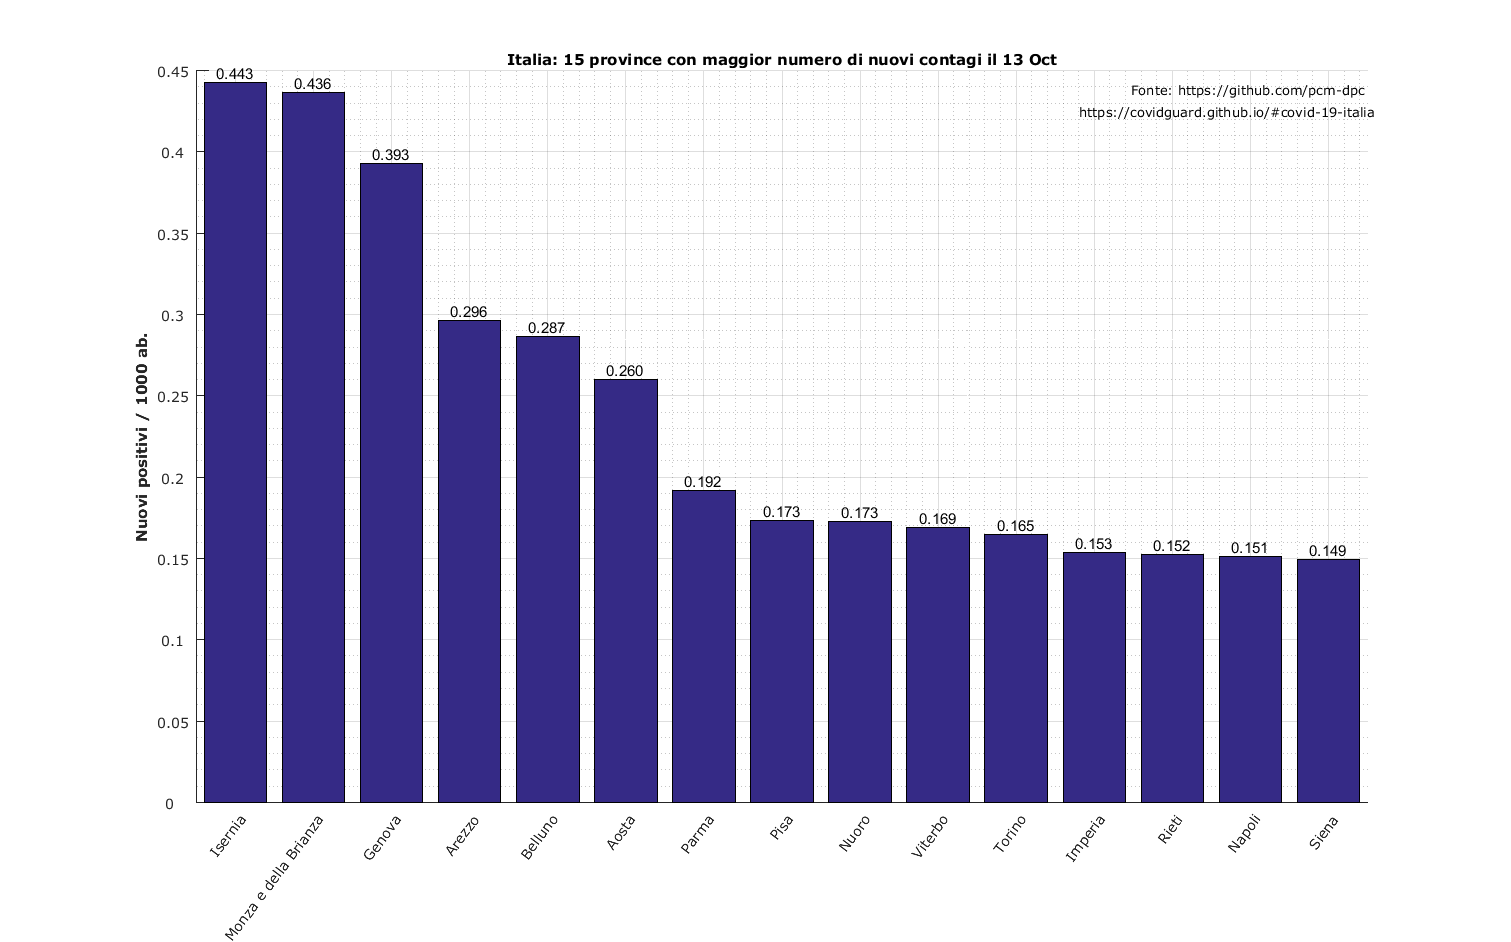 Italia: 15 province con maggior numero di nuovi contagi il 13 Oct
Fonte: https://github.com/pcm-dpc
https://covidguard.github.io/#covid-19-italia
Nuovi positivi / 1000 ab.
0.45
0.4
0.35
0.3
0.25
0.2
0.15
0.1
0.05
0
0.443
0.436
0.393
0.296
0.287
0.260
0.192
0.173
0.173
0.169
0.165
0.153
0.152
0.151
0.149
Isernia
Monza e della Brianza
Genova
Arezzo
Belluno
Aosta
Parma
Pisa
Nuoro
Viterbo
Torino
Imperia
Rieti
Napoli
Siena